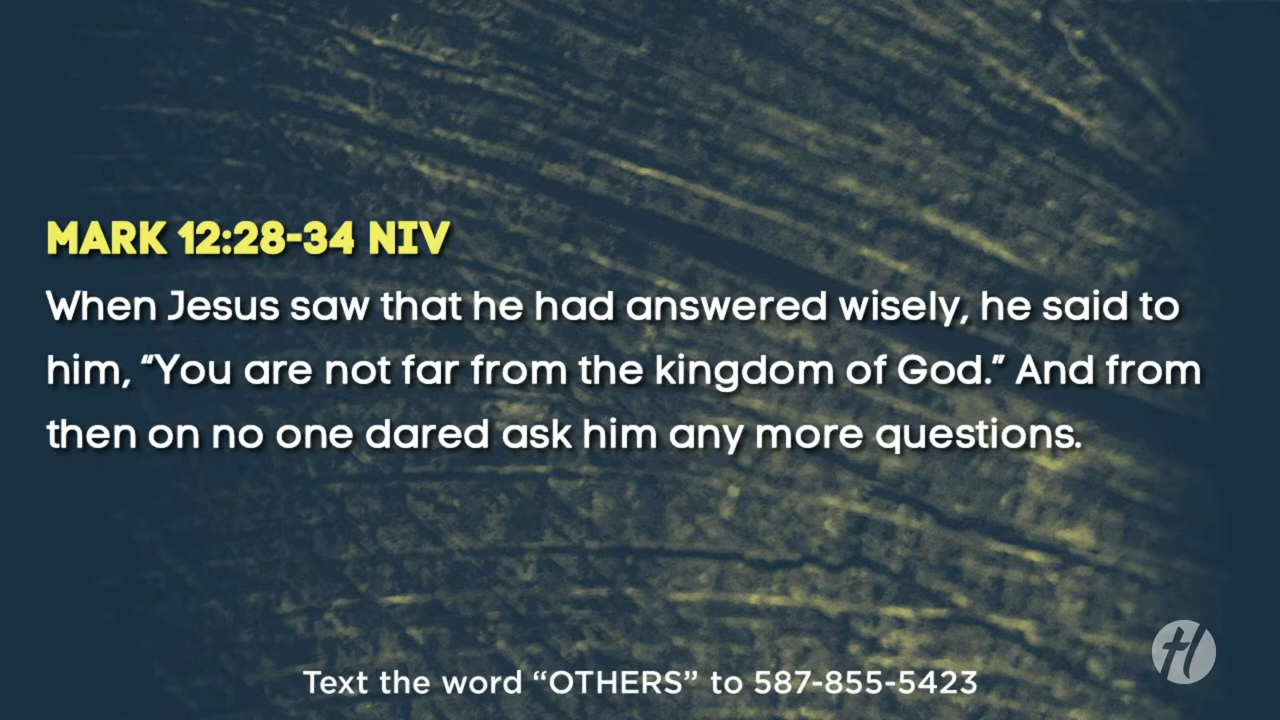 MARK 12:28-34 NIV
When Jesus saw that he had answered wisely, he said to
him, “You are not far from the kingdom of God.” And from
then on no one dared ask him any more questions.
Text the word “OTHERS” to 587-855-5423